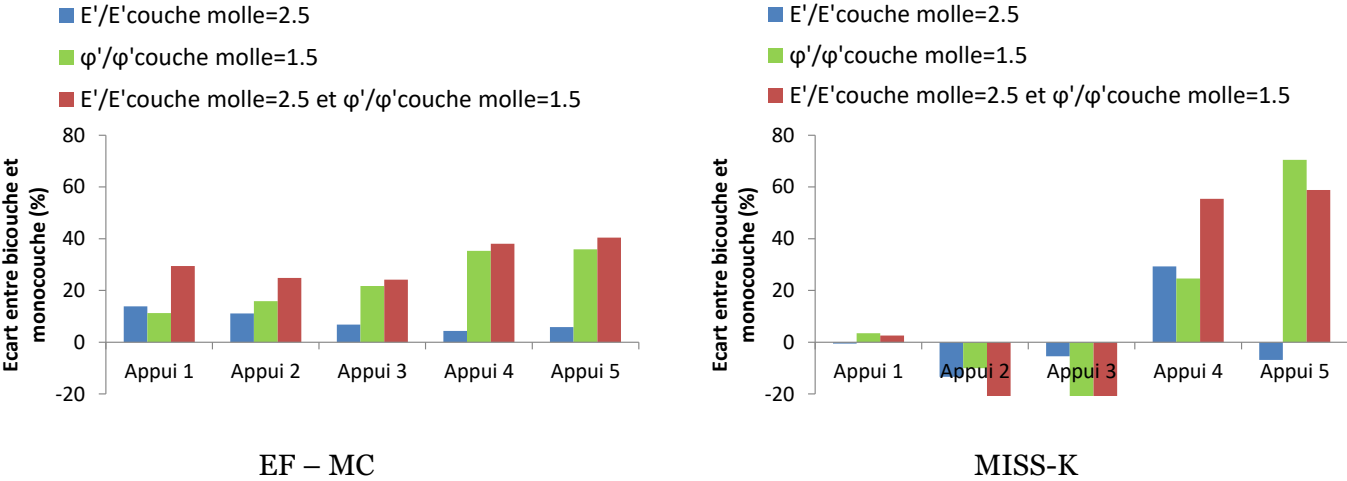 E'/E'couche molle=2.5
φ'/φ'couche molle=1.5
E'/E'couche molle=2.5 et φ'/φ'couche molle=1.5
Ecart entre bicouche et
monocouche (%)
80
60
40
20
0
-20
Appui 1 Appui 2 Appui 3 Appui 4 Appui 5
EF – MC
E'/E'couche molle=2.5
φ'/φ'couche molle=1.5
E'/E'couche molle=2.5 et φ'/φ'couche molle=1.5
Ecart entre bicouche et
monocouche (%)
80
60
40
20
0
-20
Appui 1 Appui 2 Appui 3 Appui 4 Appui 5
MISS-K